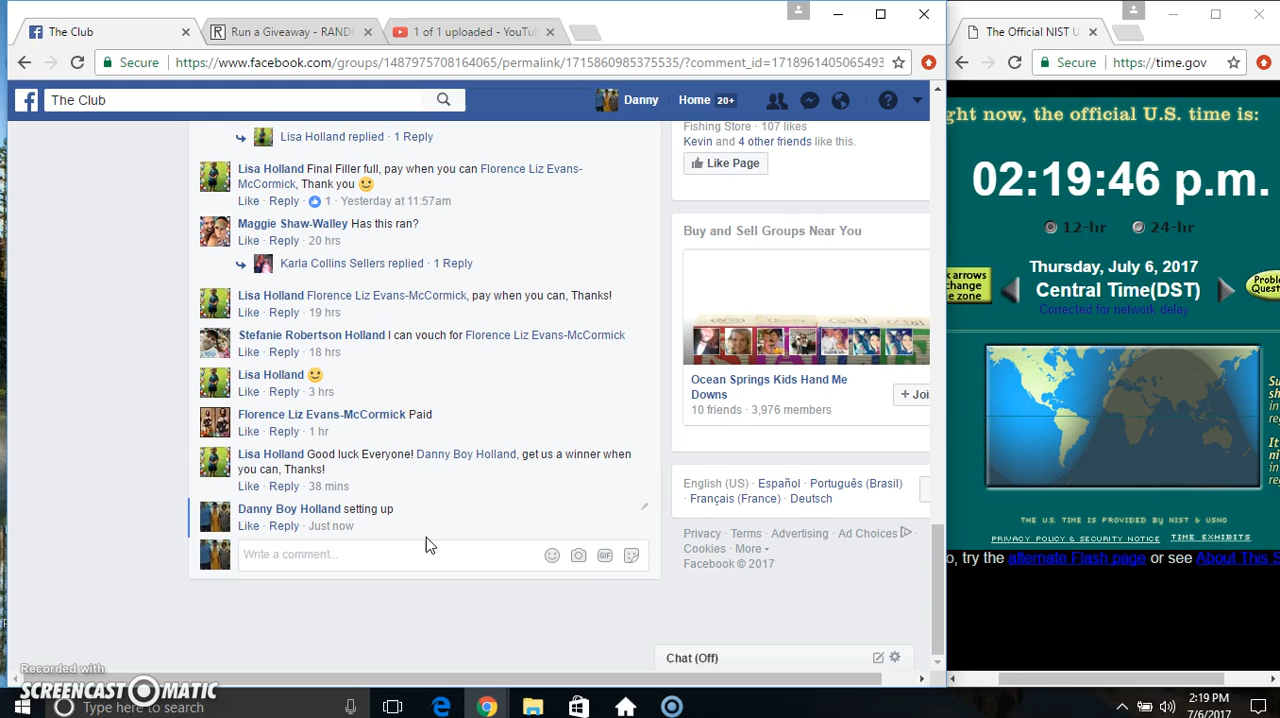 The Club
Run a Giveaway - RAND
1 of 1 uploaded - YouTu
Secure
https://www.facebook.com/groups/1487975708164065/permalink/1715860985375535/?comment_id=1718961405065493
The Club
Danny
Home 20+
Lisa Holland replied · 1 Reply
Lisa Holland Final Filler full, pay when you can Florence Liz Evans-
McCormick, Thank you
Like · Reply · 1 · Yesterday at 11:57am
Maggie Shaw-Walley Has this ran?
Like · Reply · 20 hrs
Karla Collins Sellers replied · 1 Reply
Lisa Holland Florence Liz Evans-McCormick, pay when you can, Thanks!
Like · Reply · 19 hrs
Stefanie Robertson Holland I can vouch for Florence Liz Evans-McCormick
Like · Reply · 18 hrs
Lisa Holland
Like · Reply · 3 hrs
Florence Liz Evans-McCormick Paid
Like · Reply · 1 hr
Lisa Holland Good luck Everyone! Danny Boy Holland, get us a winner when
you can, Thanks!
Like · Reply · 38 mins
Danny Boy Holland setting up
Like · Reply · Just now
Write a comment...
GIF
Fishing Store · 107 likes
Kevin and 4 other friends like this.
Like Page
Buy and Sell Groups Near You
Ocean Springs Kids Hand Me
Downs
10 friends · 3,976 members
+ Joi
English (US) · Español · Português (Brasil)
· Français (France) · Deutsch
Privacy · Terms · Advertising · Ad Choices ·
Cookies · More
Facebook © 2017
Chat (Off)
The Official NIST U
Secure
https://time.gov
ght now, the official U.S. time is:
02:19:46 p.m.
12-hr
24-hr
k arrows
change
e zone
Thursday, July 6, 2017
Central Time(DST)
Corrected for network delay
Proble
Quest
THE U.S. TIME IS PROVIDED BY NIST & USNO
PRIVACY POLICY & SECURITY NOTICE
TIME EXHIBITS
o, try the alternate Flash page or see About This S
Recorded with
SCREENCAST-O-MATIC
Type here to search
2:19 PM
7/6/2017